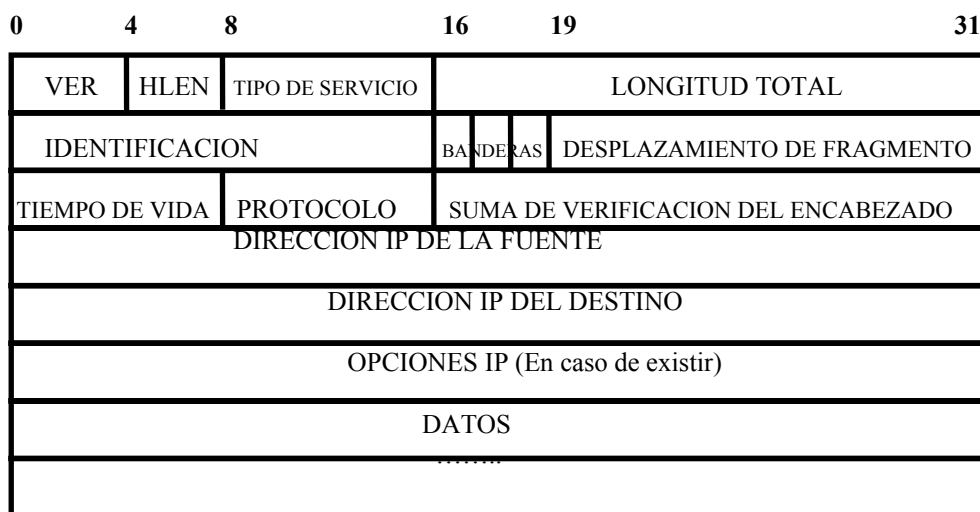 0 4 8 16 19 31
VER HLEN TIPO DE SERVICIO LONGITUD TOTAL
IDENTIFICACION BANDERAS DESPLAZAMIENTO DE FRAGMENTO
TIEMPO DE VIDA PROTOCOLO SUMA DE VERIFICACION DEL ENCABEZADO
DIRECCION IP DE LA FUENTE
DIRECCION IP DEL DESTINO
OPCIONES IP (En caso de existir)
DATOS
........